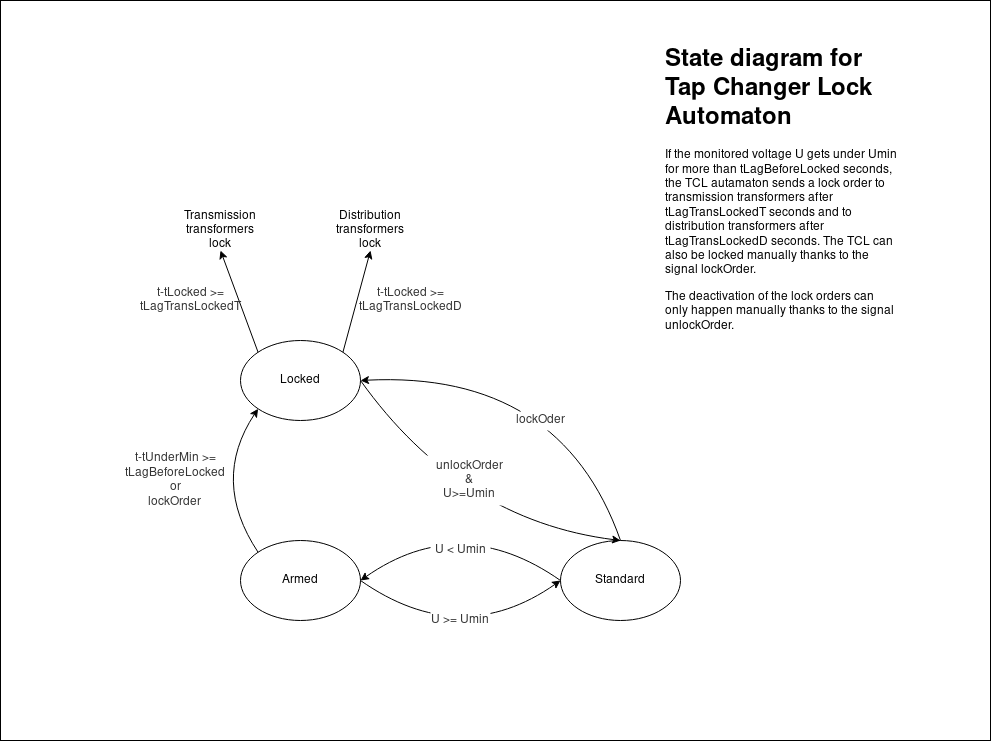 State diagram for
Tap Changer Lock
Automaton
If the monitored voltage U gets under Umin
for more than tLagBeforeLocked seconds,
the TCL autamaton sends a lock order to
transmission transformers after
tLagTransLockedT seconds and to
distribution transformers after
tLagTransLockedD seconds. The TCL can
also be locked manually thanks to the
signal lockOrder.
The deactivation of the lock orders can
only happen manually thanks to the signal
unlockOrder.
Transmission
transformers
lock
Distribution
transformers
lock
t-tLocked >=
tLagTransLockedT
t-tLocked >=
tLagTransLockedD
Locked
lockOder
t-tUnderMin >=
tLagBeforeLocked
or
lockOrder
unlockOrder
&
U>=Umin
U < Umin
Armed
Standard
U >= Umin